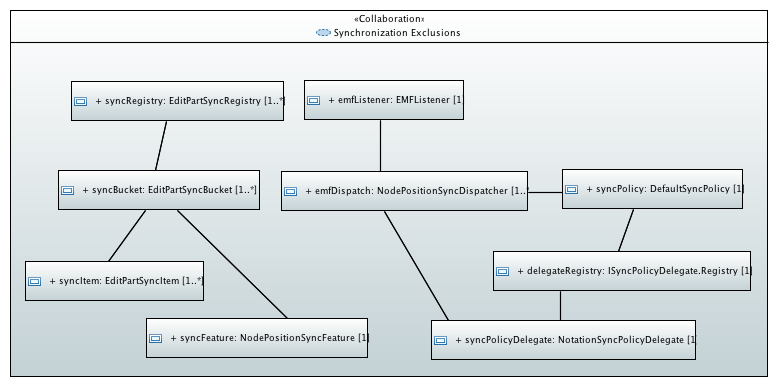 «Collaboration»
Synchronization Exclusions
+ syncRegistry: EditPartSyncRegistry [1..*]
+ emfListener: EMFListener [1]
+ syncBucket: EditPartSyncBucket [1..*]
+ emfDispatch: NodePositionSyncDispatcher [1..*
+ syncPolicy: DefaultSyncPolicy [1]
+ syncItem: EditPartSyncItem [1..*]
+ delegateRegistry: ISyncPolicyDelegate.Registry [1]
+ syncFeature: NodePositionSyncFeature [1]
+ syncPolicyDelegate: NotationSyncPolicyDelegate [1